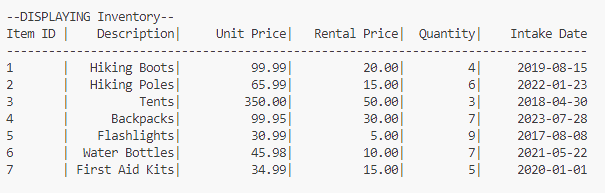 --DISPLAYING Inventory--
Item ID |    Description|     Unit Price|   Rental Price|  Quantity|    Intake Date
--------------------------------------------------------------------------------
1       |   Hiking Boots|          99.99|          20.00|         4|     2019-08-15
2       |   Hiking Poles|          65.99|          15.00|         6|     2022-01-23
3       |          Tents|         350.00|          50.00|         3|     2018-04-30
4       |      Backpacks|          99.95|          30.00|         7|     2023-07-28
5       |    Flashlights|          30.99|           5.00|         9|     2017-08-08
6       |  Water Bottles|          45.98|          10.00|         7|     2021-05-22
7       | First Aid Kits|          34.99|          15.00|         5|     2020-01-01